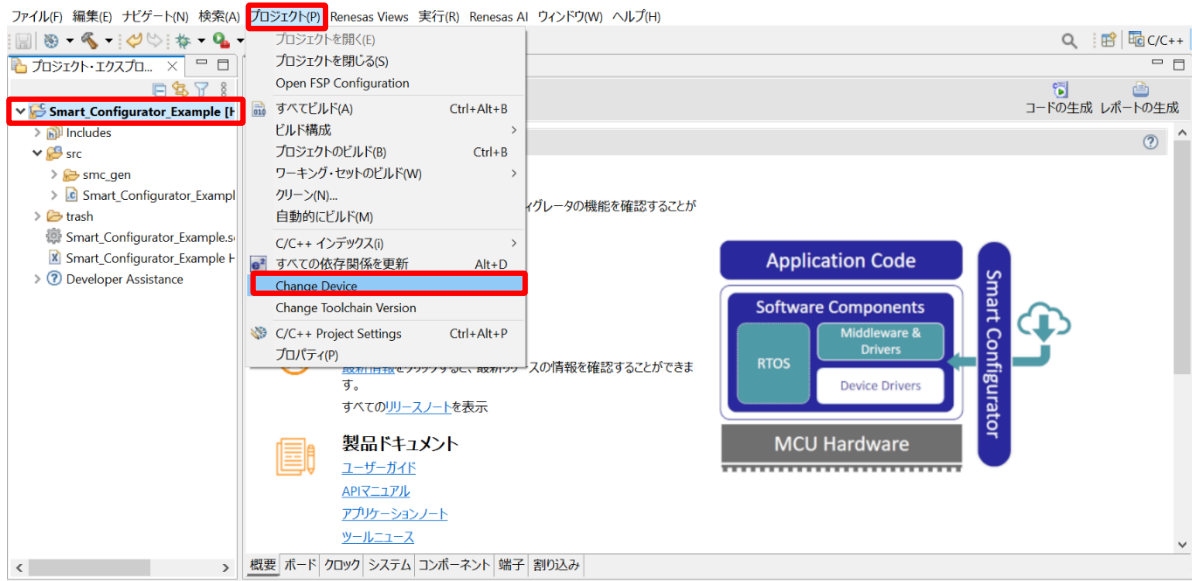 ファイル(F) 編集(E) ナビゲート(N) 検索(A) プロジェクト(P) Renesas Views 実行(R) Renesas AI ウィンドウ(W) ヘルプ(H)
C/C++
プロジェクト・エクスプロ...
Smart_Configurator_Example [H
Includes
src
smc_gen
Smart_Configurator_Exampl
trash
Smart_Configurator_Example.s
Smart_Configurator_Example H
Developer Assistance
プロジェクトを開く(E)
プロジェクトを閉じる(S)
Open FSP Configuration
すべてビルド(A) Ctrl+Alt+B
ビルド構成
プロジェクトのビルド(B) Ctrl+B
ワーキング・セットのビルド(W)
クリーン(N)...
自動的にビルド(M)
C/C++ インデックス(i)
すべての依存関係を更新 Alt+D
Change Device
Change Toolchain Version
C/C++ Project Settings Ctrl+Alt+P
プロパティ(P)
コードの生成 レポートの生成
ィグレータの機能を確認することが
最新情報をクリックすると、最新リリースの情報を確認することができま
す。
すべてのリリースノートを表示
製品ドキュメント
ユーザーガイド
APIマニュアル
アプリケーションノート
ツールニュース
Application Code
Software Components
RTOS
Middleware &
Drivers
Device Drivers
MCU Hardware
Smart Configurator
概要 ボード クロック システム コンポーネント 端子 割り込み